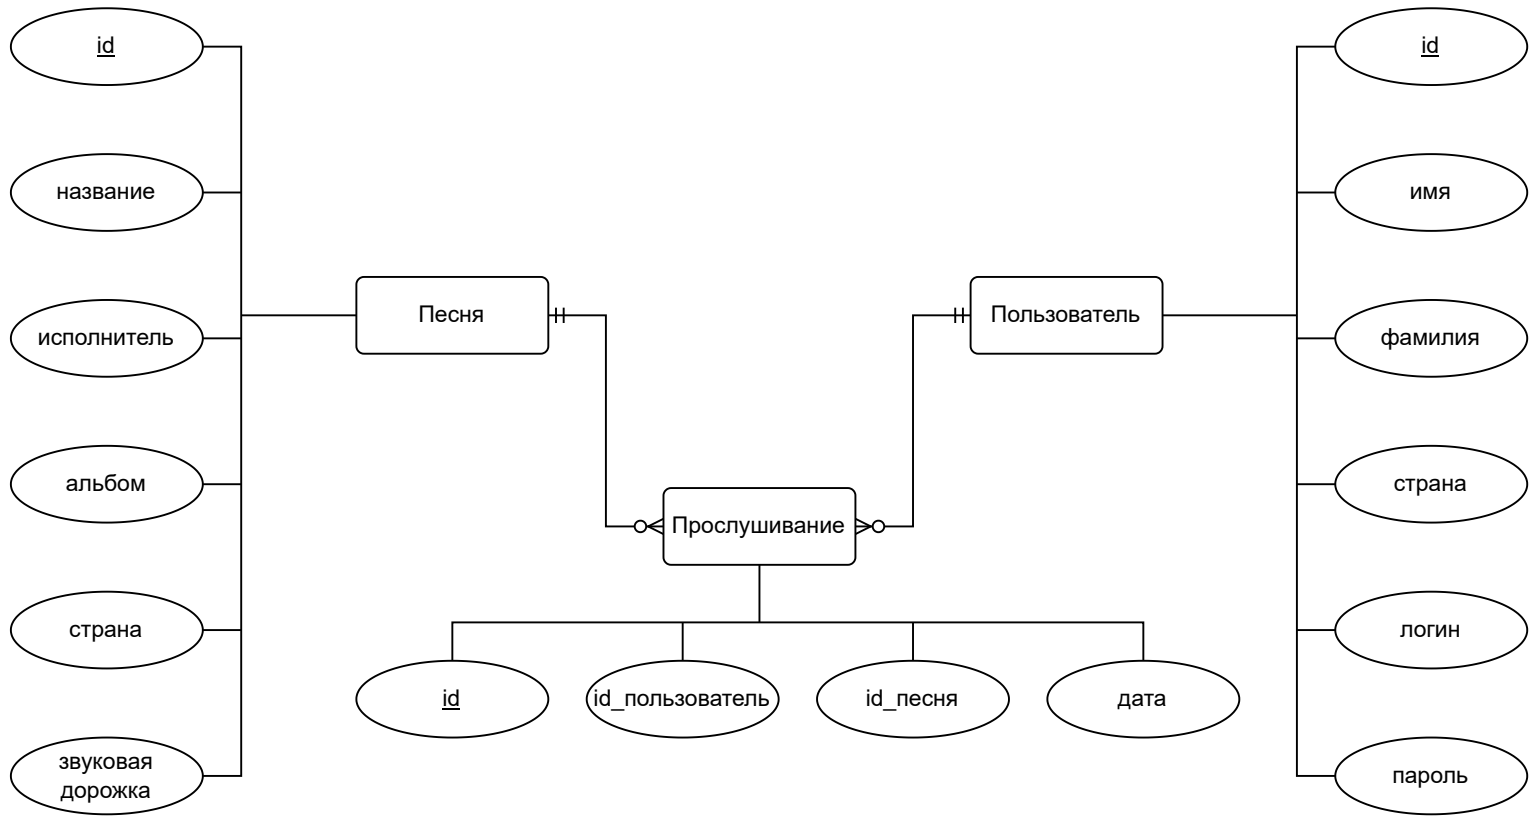 id
название
исполнитель
альбом
страна
звуковая
дорожка
Песня
Пользователь
Прослушивание
id
id_пользователь
id_песня
дата
id
имя
фамилия
страна
логин
пароль